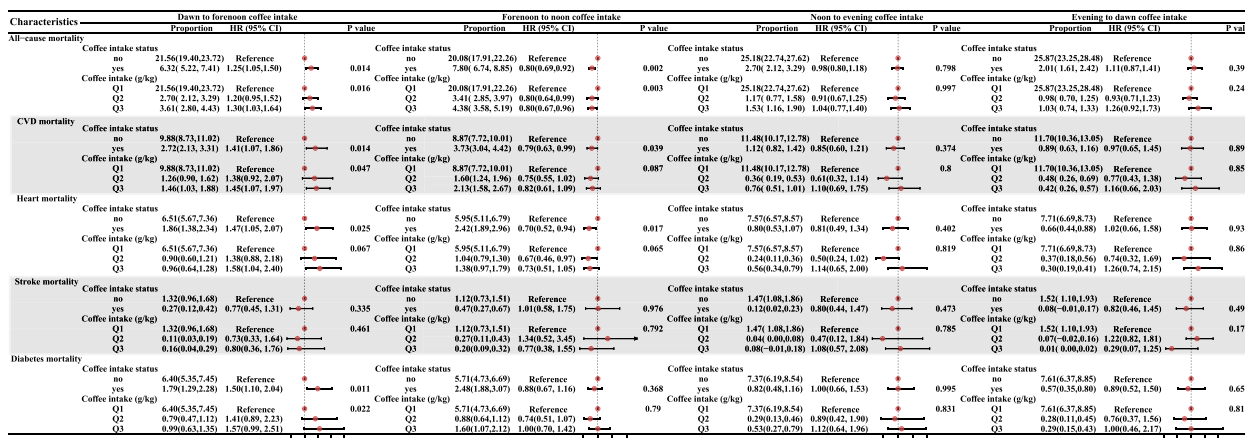 Characteristics Dawn to forenoon coffee intake Forenoon to noon coffee intake Noon to evening coffee intake Evening to dawn coffee intake
Proportion HR (95% CI) P value Proportion HR (95% CI) P value Proportion HR (95% CI) P value Proportion HR (95% CI) P val
All−cause mortality
Coffee intake status Coffee intake status Coffee intake status Coffee intake status
no 21.56(19.40,23.72) Reference no 20.08(17.91,22.26) Reference no 25.18(22.74,27.62) Reference no 25.87(23.25,28.48) Reference
yes 6.32( 5.22, 7.41) 1.25(1.05,1.50) 0.014 yes 7.80( 6.74, 8.85) 0.80(0.69,0.92) 0.002 yes 2.70( 2.12, 3.29) 0.98(0.80,1.18) 0.798 yes 2.01( 1.61, 2.42) 1.11(0.87,1.41) 0.39
Coffee intake (g/kg) Coffee intake (g/kg) Coffee intake (g/kg) Coffee intake (g/kg)
Q1 21.56(19.40,23.72) Reference 0.016 Q1 20.08(17.91,22.26) Reference 0.003 Q1 25.18(22.74,27.62) Reference 0.997 Q1 25.87(23.25,28.48) Reference 0.24
Q2 2.70( 2.12, 3.29) 1.20(0.95,1.52) Q2 3.41( 2.85, 3.97) 0.80(0.64,0.99) Q2 1.17( 0.77, 1.58) 0.91(0.67,1.25) Q2 0.98( 0.70, 1.25) 0.93(0.71,1.23)
Q3 3.61( 2.80, 4.43) 1.30(1.03,1.64) Q3 4.38( 3.58, 5.19) 0.80(0.67,0.96) Q3 1.53( 1.16, 1.90) 1.04(0.77,1.40) Q3 1.03( 0.74, 1.33) 1.26(0.92,1.73)
CVD mortality
Coffee intake status Coffee intake status Coffee intake status Coffee intake status
no 9.88(8.73,11.02) Reference no 8.87(7.72,10.01) Reference no 11.48(10.17,12.78) Reference no 11.70(10.36,13.05) Reference
yes 2.72(2.13, 3.31) 1.41(1.07, 1.86) 0.014 yes 3.73(3.04, 4.42) 0.79(0.63, 0.99) 0.039 yes 1.12( 0.82, 1.42) 0.85(0.60, 1.21) 0.374 yes 0.89( 0.63, 1.16) 0.97(0.65, 1.45) 0.89
Coffee intake (g/kg) Coffee intake (g/kg) Coffee intake (g/kg) Coffee intake (g/kg)
Q1 9.88(8.73,11.02) Reference 0.047 Q1 8.87(7.72,10.01) Reference 0.087 Q1 11.48(10.17,12.78) Reference 0.8 Q1 11.70(10.36,13.05) Reference 0.85
Q2 1.26(0.90, 1.62) 1.38(0.92, 2.07) Q2 1.60(1.24, 1.96) 0.75(0.55, 1.02) Q2 0.36( 0.19, 0.53) 0.61(0.32, 1.14) Q2 0.48( 0.26, 0.69) 0.77(0.43, 1.38)
Q3 1.46(1.03, 1.88) 1.45(1.07, 1.97) Q3 2.13(1.58, 2.67) 0.82(0.61, 1.09) Q3 0.76( 0.51, 1.01) 1.10(0.69, 1.75) Q3 0.42( 0.26, 0.57) 1.16(0.66, 2.03)
Heart mortality
Coffee intake status Coffee intake status Coffee intake status Coffee intake status
no 6.51(5.67,7.36) Reference no 5.95(5.11,6.79) Reference no 7.57(6.57,8.57) Reference no 7.71(6.69,8.73) Reference
yes 1.86(1.38,2.34) 1.47(1.05, 2.07) 0.025 yes 2.42(1.89,2.96) 0.70(0.52, 0.94) 0.017 yes 0.80(0.53,1.07) 0.81(0.49, 1.34) 0.402 yes 0.66(0.44,0.88) 1.02(0.66, 1.58) 0.93
Coffee intake (g/kg) Coffee intake (g/kg) Coffee intake (g/kg) Coffee intake (g/kg)
Q1 6.51(5.67,7.36) Reference 0.067 Q1 5.95(5.11,6.79) Reference 0.065 Q1 7.57(6.57,8.57) Reference 0.819 Q1 7.71(6.69,8.73) Reference 0.86
Q2 0.90(0.60,1.21) 1.38(0.88, 2.18) Q2 1.04(0.79,1.30) 0.67(0.46, 0.97) Q2 0.24(0.11,0.36) 0.50(0.24, 1.02) Q2 0.37(0.18,0.56) 0.74(0.32, 1.69)
Q3 0.96(0.64,1.28) 1.58(1.04, 2.40) Q3 1.38(0.97,1.79) 0.73(0.51, 1.05) Q3 0.56(0.34,0.79) 1.14(0.65, 2.00) Q3 0.30(0.19,0.41) 1.26(0.74, 2.15)
Stroke mortality
Coffee intake status Coffee intake status Coffee intake status Coffee intake status
no 1.32(0.96,1.68) Reference no 1.12(0.73,1.51) Reference no 1.47(1.08,1.86) Reference no 1.52( 1.10,1.93) Reference
yes 0.27(0.12,0.42) 0.77(0.45, 1.31) 0.335 yes 0.47(0.27,0.67) 1.01(0.58, 1.75) 0.976 yes 0.12(0.02,0.23) 0.80(0.44, 1.47) 0.473 yes 0.08(−0.01,0.17) 0.82(0.46, 1.45) 0.49
Coffee intake (g/kg) Coffee intake (g/kg) Coffee intake (g/kg) Coffee intake (g/kg)
Q1 1.32(0.96,1.68) Reference 0.461 Q1 1.12(0.73,1.51) Reference 0.792 Q1 1.47( 1.08,1.86) Reference 0.785 Q1 1.52( 1.10,1.93) Reference 0.17
Q2 0.11(0.03,0.19) 0.73(0.33, 1.64) Q2 0.27(0.11,0.43) 1.34(0.52, 3.45) Q2 0.04( 0.00,0.08) 0.47(0.12, 1.84) Q2 0.07(−0.02,0.16) 1.22(0.82, 1.81)
Q3 0.16(0.04,0.29) 0.80(0.36, 1.76) Q3 0.20(0.09,0.32) 0.77(0.38, 1.55) Q3 0.08(−0.01,0.18) 1.08(0.57, 2.08) Q3 0.01( 0.00,0.02) 0.29(0.07, 1.25)
Diabetes mortality
Coffee intake status Coffee intake status Coffee intake status Coffee intake status
no 6.40(5.35,7.45) Reference no 5.71(4.73,6.69) Reference no 7.37(6.19,8.54) Reference no 7.61(6.37,8.85) Reference
yes 1.79(1.29,2.28) 1.50(1.10, 2.04) 0.011 yes 2.48(1.88,3.07) 0.88(0.67, 1.16) 0.368 yes 0.82(0.48,1.16) 1.00(0.66, 1.53) 0.995 yes 0.57(0.35,0.80) 0.89(0.52, 1.50) 0.65
Coffee intake (g/kg) Coffee intake (g/kg) Coffee intake (g/kg) Coffee intake (g/kg)
Q1 6.40(5.35,7.45) Reference 0.022 Q1 5.71(4.73,6.69) Reference 0.79 Q1 7.37(6.19,8.54) Reference 0.831 Q1 7.61(6.37,8.85) Reference 0.81
Q2 0.79(0.47,1.12) 1.41(0.89, 2.23) Q2 0.88(0.64,1.12) 0.74(0.51, 1.07) Q2 0.29(0.13,0.46) 0.89(0.42, 1.90) Q2 0.28(0.11,0.45) 0.76(0.37, 1.56)
Q3 0.99(0.63,1.35) 1.57(0.99, 2.51) Q3 1.60(1.07,2.12) 1.00(0.70, 1.42) Q3 0.53(0.27,0.79) 1.12(0.64, 1.96) Q3 0.29(0.15,0.43) 1.00(0.46, 2.17)